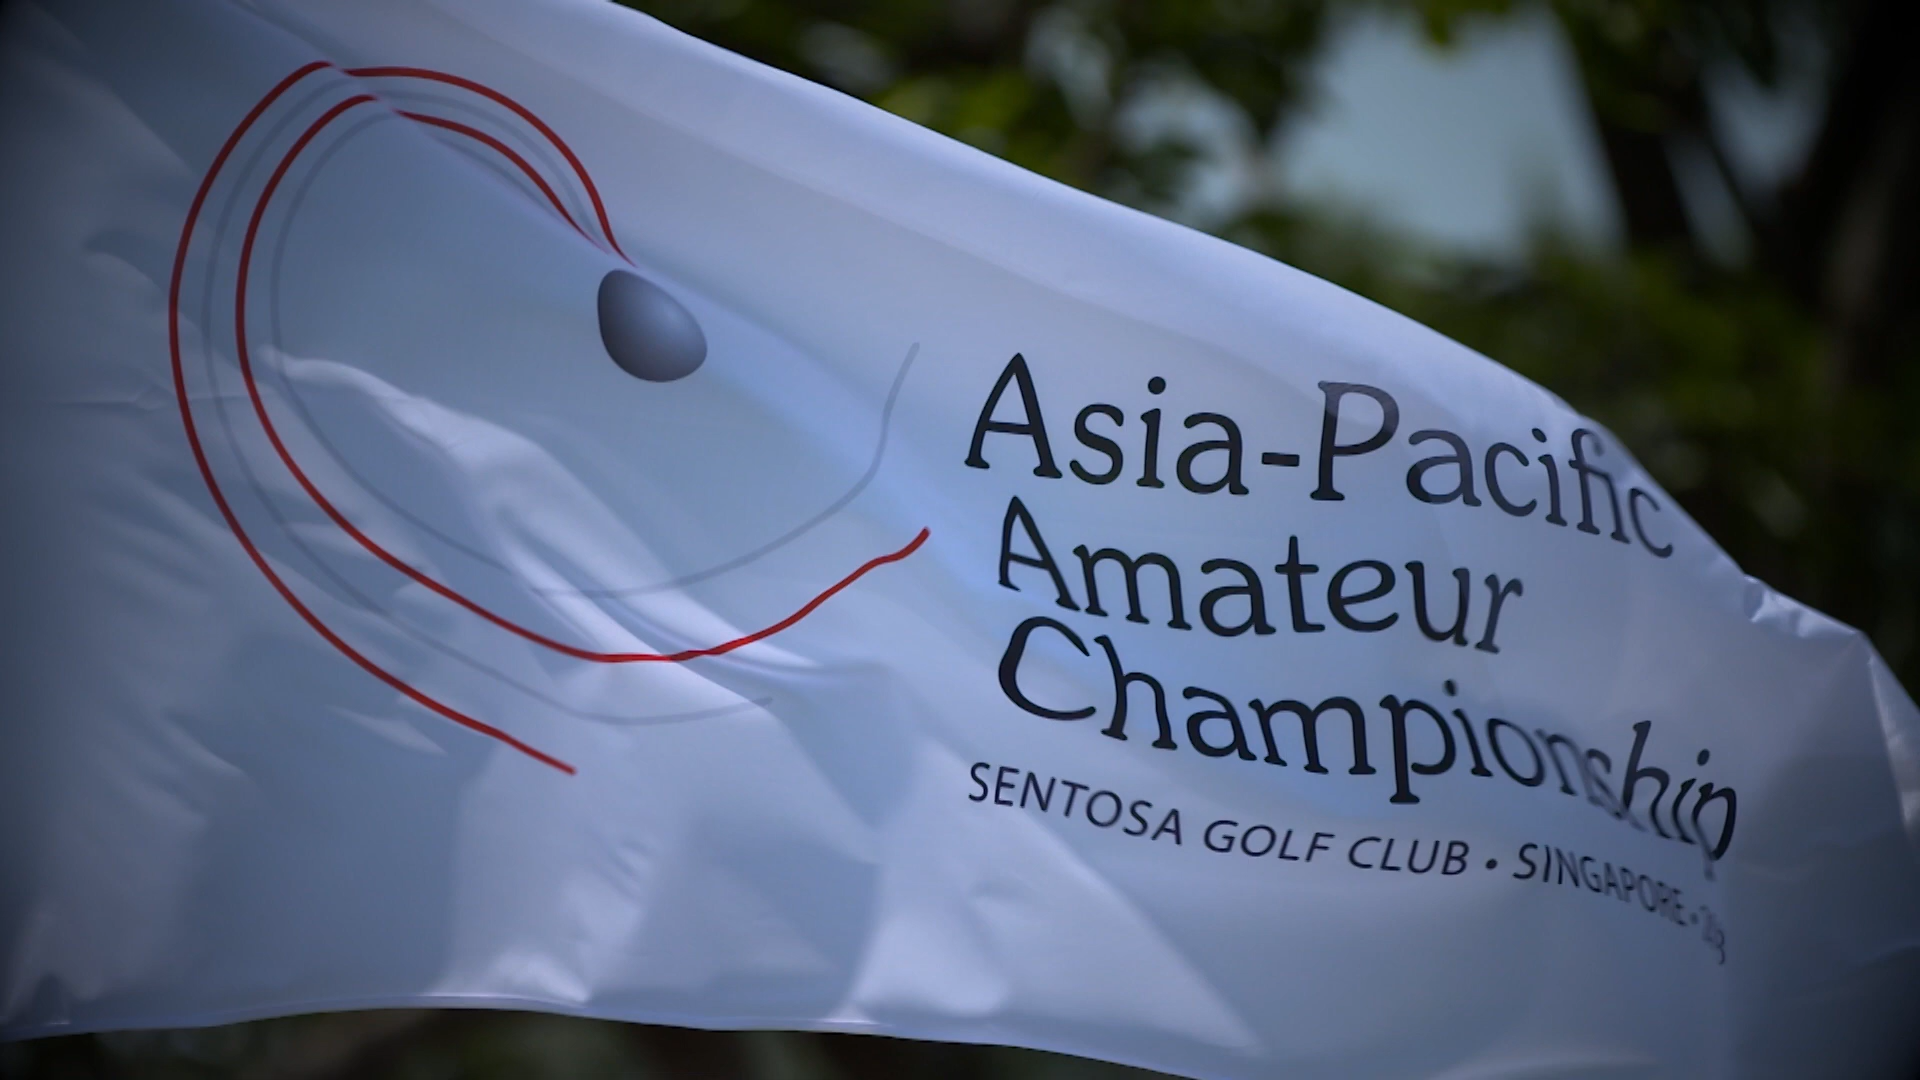 Asia-Pacific
Amateur
Championship
SENTOSA GOLF CLUB • SINGAPORE •